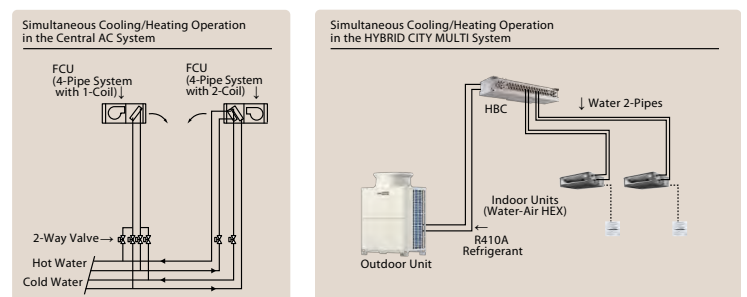 Simultaneous Cooling/Heating Operation
in the Central AC System
FCU
(4-Pipe System
with 1-Coil)↓
FCU
(4-Pipe System
with 2-Coil)↓
2-Way Valve→
Hot Water
Cold Water
Simultaneous Cooling/Heating Operation
in the HYBRID CITY MULTI System
HBC
↓ Water 2-Pipes
Indoor Units
(Water-Air HEX)
←
R410A
Refrigerant
Outdoor Unit